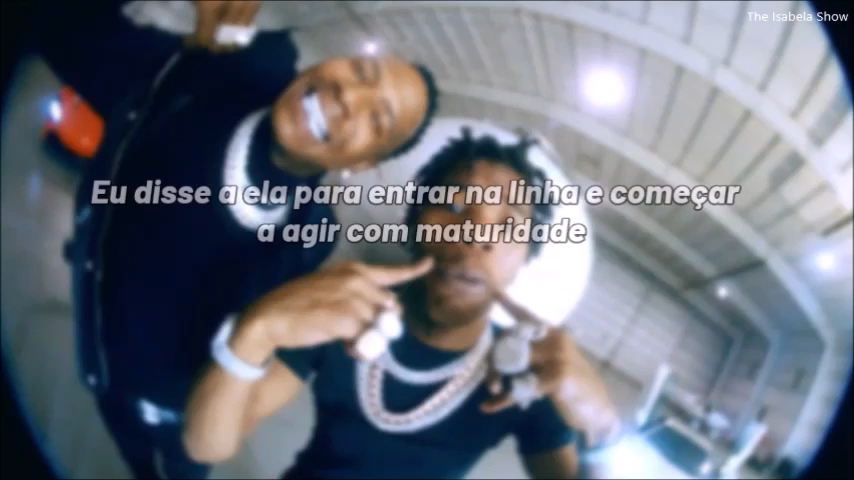 The Isabela Show
Eu disse a ela para entrar na linha e começar
a agir com maturidade